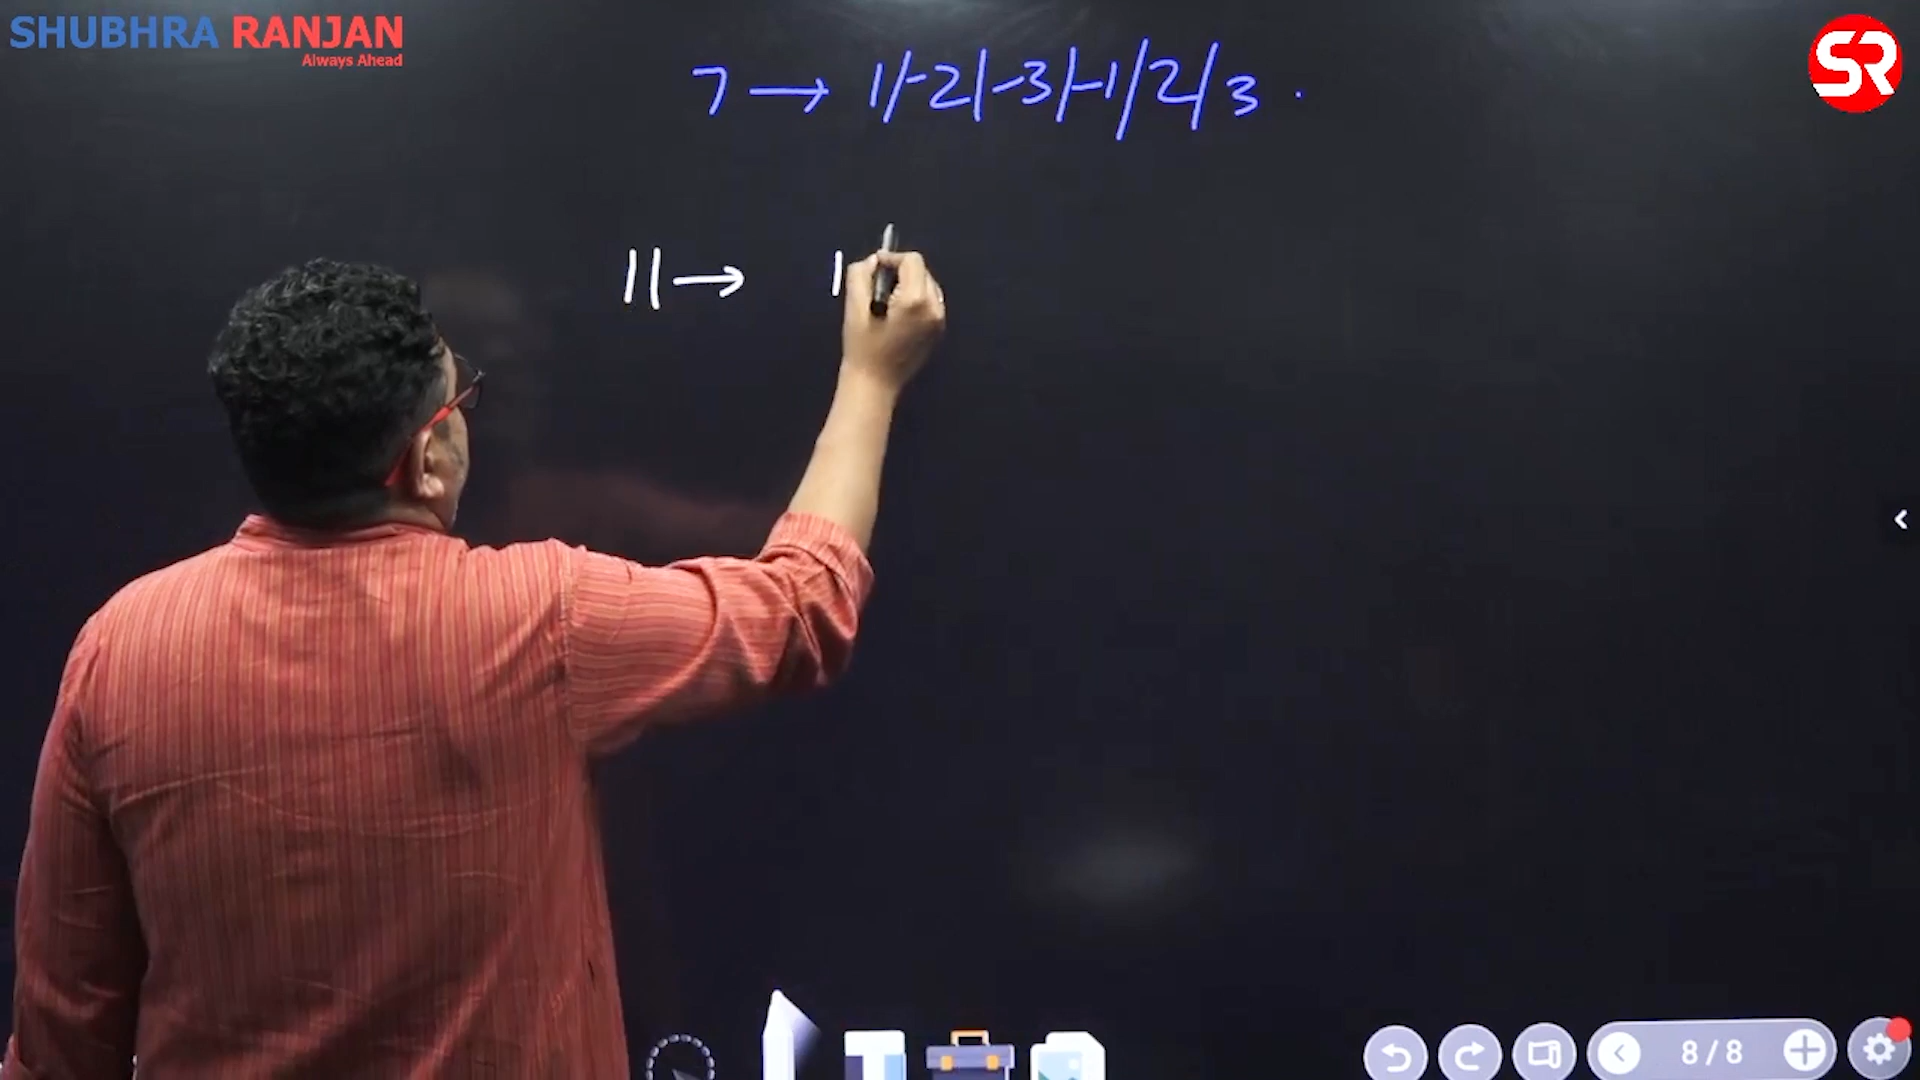 SHUBHRA RANJAN
Always Ahead
SR
7 → 1/-2/-3/-1/2/3.
11 → 1
8/8